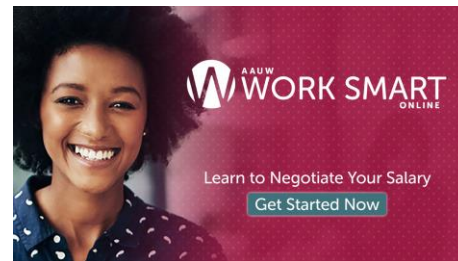 AAUW
WORK SMART
ONLINE
Learn to Negotiate Your Salary
Get Started Now